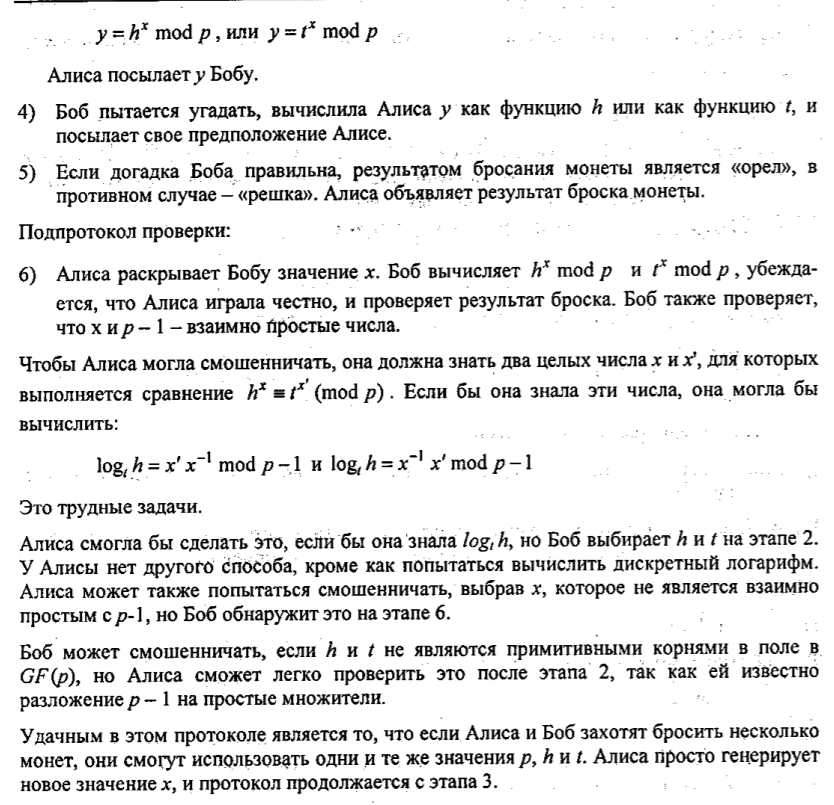 y = h^x mod p , или y = t^x mod p
Алиса посылает y Бобу.
4) Боб пытается угадать, вычислила Алиса y как функцию h или как функцию t, и
посылает свое предположение Алисе.
5) Если догадка Боба правильна, результатом бросания монеты является «орел», в
противном случае – «решка». Алиса объявляет результат броска монеты.
Подпротокол проверки:
6) Алиса раскрывает Бобу значение x. Боб вычисляет h^x mod p и t^x mod p , убежда-
ется, что Алиса играла честно, и проверяет результат броска. Боб также проверяет,
что x и p – 1 – взаимно простые числа.
Чтобы Алиса могла смошенничать, она должна знать два целых числа x и x', для которых
выполняется сравнение h^x ≡ t^x' (mod p) . Если бы она знала эти числа, она могла бы
вычислить:
log_t h = x' x^-1 mod p – 1 и log_t h = x^-1 x' mod p – 1
Это трудные задачи.
Алиса смогла бы сделать это, если бы она знала log_t h, но Боб выбирает h и t на этапе 2.
У Алисы нет другого способа, кроме как попытаться вычислить дискретный логарифм.
Алиса может также попытаться смошенничать, выбрав x, которое не является взаимно
простым с p-1, но Боб обнаружит это на этапе 6.
Боб может смошенничать, если h и t не являются примитивными корнями в поле в
GF(p), но Алиса сможет легко проверить это после этапа 2, так как ей известно
разложение p – 1 на простые множители.
Удачным в этом протоколе является то, что если Алиса и Боб захотят бросить несколько
монет, они смогут использовать одни и те же значения p, h и t. Алиса просто генерирует
новое значение x, и протокол продолжается с этапа 3.